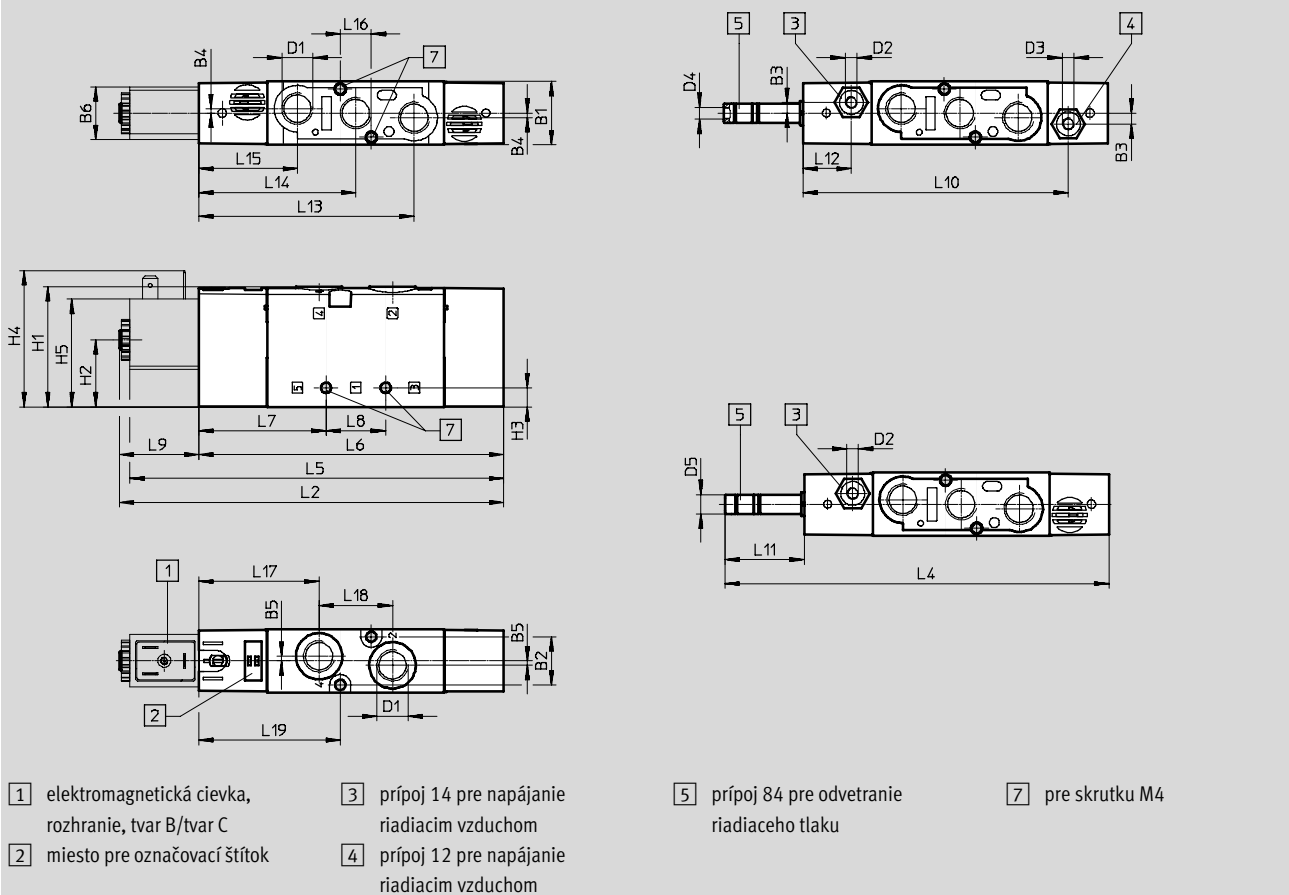 L16
D1
7
B4
B6
B1
B4
L15
L14
L13
5
3
4
D2
D3
D4
B3
B3
L12
L10
H4
H1
H5
H2
4
2
5
1
3
H3
L7
L8
7
L9
L6
L5
L2
5
3
D2
D5
L11
L4
1
L17
L18
B5
B5
B2
2
4
D1
2
L19
1 elektromagnetická cievka,
rozhranie, tvar B/tvar C
2 miesto pre označovací štítok
3 prípoj 14 pre napájanie
riadiacim vzduchom
4 prípoj 12 pre napájanie
riadiacim vzduchom
5 prípoj 84 pre odvetranie
riadiaceho tlaku
7 pre skrutku M4